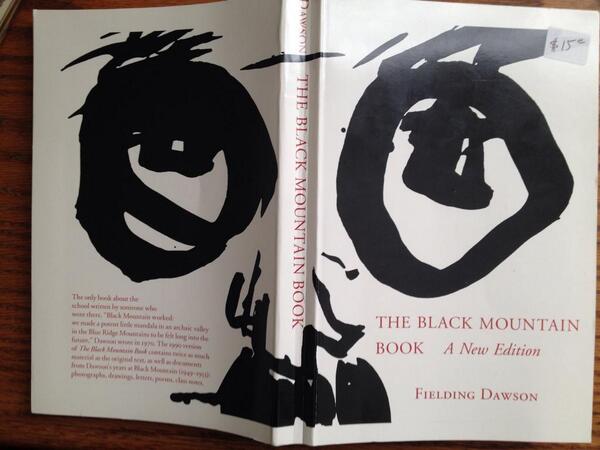 The only book about the
school written by someone who
went there. "Black Mountain worked:
we made a potent little mandala in an archaic valley
in the Blue Ridge Mountains to be felt long into the
future," Dawson wrote in 1970. The 1990 version
of The Black Mountain Book contains twice as much
material as the original text, as well as documents
from Dawson's years at Black Mountain (1949-1953):
photographs, drawings, letters, poems, class notes.
DAWSON
THE BLACK MOUNTAIN BOOK
$15
THE BLACK MOUNTAIN
BOOK A New Edition
FIELDING DAWSON